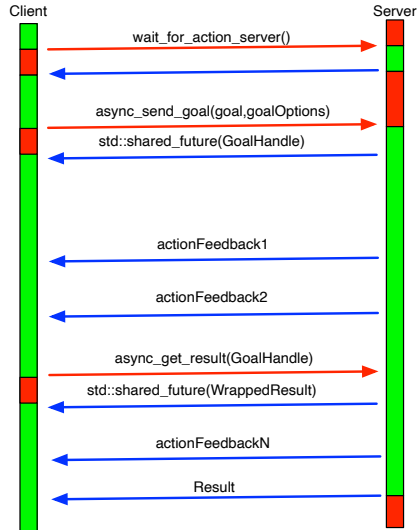 Client
Server
wait_for_action_server()
async_send_goal(goal,goalOptions)
std::shared_future(GoalHandle)
actionFeedback1
actionFeedback2
async_get_result(GoalHandle)
std::shared_future(WrappedResult)
actionFeedbackN
Result